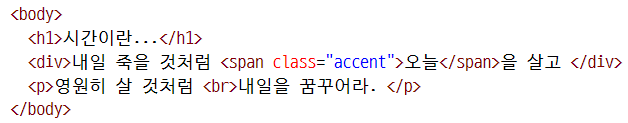 <body>
<h1>시간이란...</h1>
<div>내일 죽을 것처럼 <span class="accent">오늘</span>을 살고 </div>
<p>영원히 살 것처럼 <br>내일을 꿈꾸어라. </p>
</body>